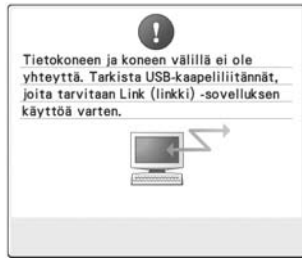 Tietokoneen ja koneen välillä ei ole
yhteyttä. Tarkista USB-kaapeliliitännät,
joita tarvitaan Link (linkki) -sovelluksen
käyttöä varten.